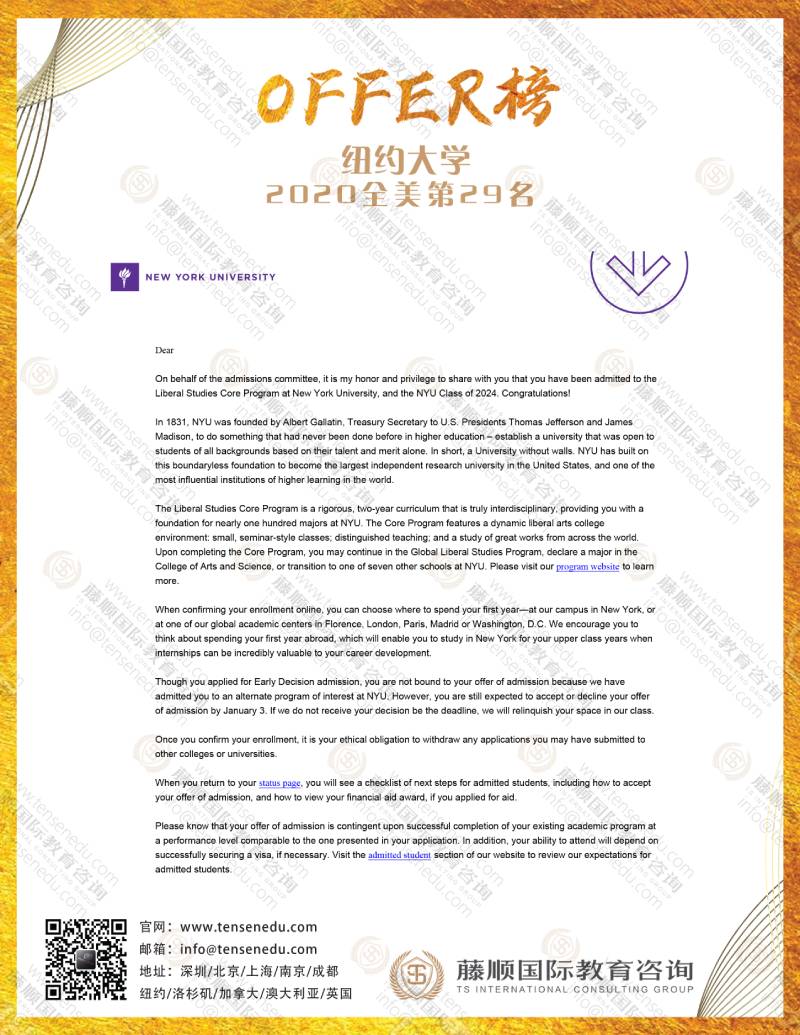 OFFER榜
纽约大学
2020全美第29名
NEW YORK UNIVERSITY
Dear
On behalf of the admissions committee, it is my honor and privilege to share with you that you have been admitted to the
Liberal Studies Core Program at New York University, and the NYU Class of 2024. Congratulations!
In 1831, NYU was founded by Albert Gallatin, Treasury Secretary to U.S. Presidents Thomas Jefferson and James
Madison, to do something that had never been done before in higher education – establish a university that was open to
students of all backgrounds based on their talent and merit alone. In short, a University without walls. NYU has built on
this boundaryless foundation to become the largest independent research university in the United States, and one of the
most influential institutions of higher learning in the world.
The Liberal Studies Core Program is a rigorous, two-year curriculum that is truly interdisciplinary, providing you with a
foundation for nearly one hundred majors at NYU. The Core Program features a dynamic liberal arts college
environment: small, seminar-style classes; distinguished teaching; and a study of great works from across the world.
Upon completing the Core Program, you may continue in the Global Liberal Studies Program, declare a major in the
College of Arts and Science, or transition to one of seven other schools at NYU. Please visit our program website to learn
more.
When confirming your enrollment online, you can choose where to spend your first year—at our campus in New York, or
at one of our global academic centers in Florence, London, Paris, Madrid or Washington, D.C. We encourage you to
think about spending your first year abroad, which will enable you to study in New York for your upper class years when
internships can be incredibly valuable to your career development.
Though you applied for Early Decision admission, you are not bound to your offer of admission because we have
admitted you to an alternate program of interest at NYU. However, you are still expected to accept or decline your offer
of admission by January 3. If we do not receive your decision be the deadline, we will relinquish your space in our class.
Once you confirm your enrollment, it is your ethical obligation to withdraw any applications you may have submitted to
other colleges or universities.
When you return to your status page, you will see a checklist of next steps for admitted students, including how to accept
your offer of admission, and how to view your financial aid award, if you applied for aid.
Please know that your offer of admission is contingent upon successful completion of your existing academic program at
a performance level comparable to the one presented in your application. In addition, your ability to attend will depend on
successfully securing a visa, if necessary. Visit the admitted student section of our website to review our expectations for
admitted students.
官网：www.tensenedu.com
邮箱：info@tensenedu.com
地址：深圳/北京/上海/南京/成都
纽约/洛杉矶/加拿大/澳大利亚/英国
藤顺国际教育咨询
TS INTERNATIONAL CONSULTING GROUP